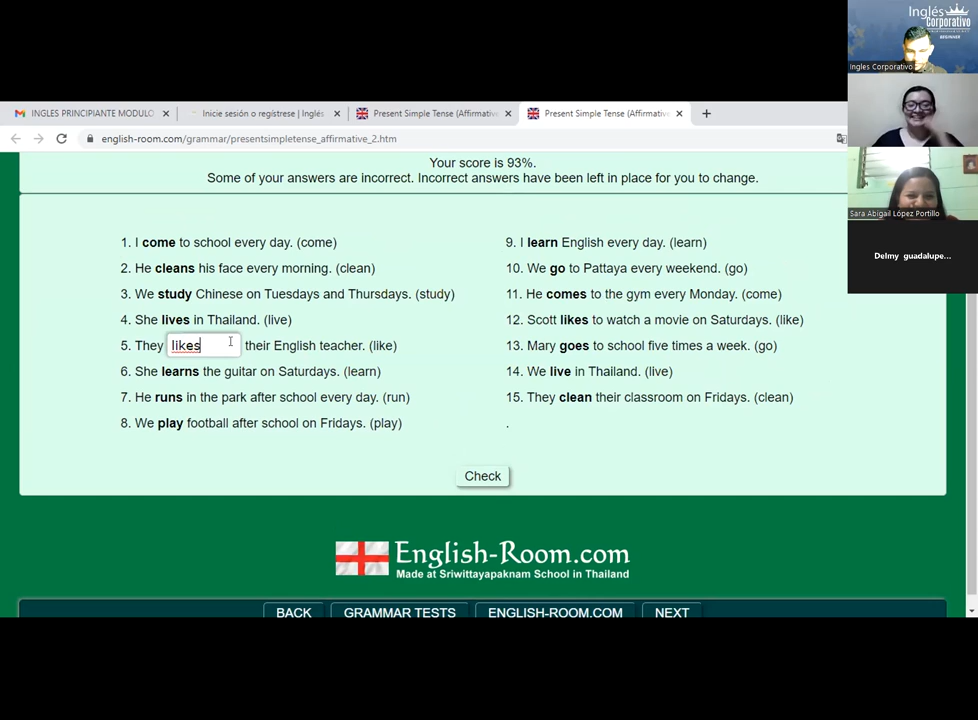 Inglés
Corporativo
BEGINNER
Ingles Corporativo
INGLES PRINCIPIANTE MODULO
Inicie sesión o regístrese | Inglés
Present Simple Tense (Affirmative
Present Simple Tense (Affirmativ
english-room.com/grammar/presentsimpletense_affirmative_2.htm
Sara Abigail López Portillo
Delmy guadalupe...
Your score is 93%.
Some of your answers are incorrect. Incorrect answers have been left in place for you to change.
1. I come to school every day. (come)
2. He cleans his face every morning. (clean)
3. We study Chinese on Tuesdays and Thursdays. (study)
4. She lives in Thailand. (live)
5. They likes their English teacher. (like)
6. She learns the guitar on Saturdays. (learn)
7. He runs in the park after school every day. (run)
8. We play football after school on Fridays. (play)
9. I learn English every day. (learn)
10. We go to Pattaya every weekend. (go)
11. He comes to the gym every Monday. (come)
12. Scott likes to watch a movie on Saturdays. (like)
13. Mary goes to school five times a week. (go)
14. We live in Thailand. (live)
15. They clean their classroom on Fridays. (clean)
.
Check
English-Room.com
Made at Sriwittayapaknam School in Thailand
BACK
GRAMMAR TESTS
ENGLISH-ROOM.COM
NEXT